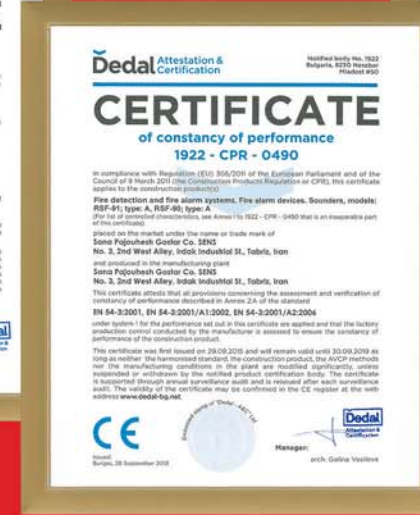 Dedal Attestation &
Certification
Notified body No. 1922
Bulgaria, 8230 Nesebar
Mladost #50
CERTIFICATE
of constancy of performance
1922 - CPR - 0490
In compliance with Regulation (EU) 305/2011 of the European Parliament and of the
Council of 9 March 2011 (the Construction Products Regulation or CPR), this certificate
applies to the construction product(s)
Fire detection and fire alarm systems. Fire alarm devices. Sounders, models:
RSF-91; type: A, RSF-90; type: A
(For list of controlled characteristics, see Annex I to 1922 - CPR - 0490 that is an inseparable part
of this certificate)
placed on the market under the name or trade mark of
Sana Pajouhesh Gostar Co. SENS
No. 3, 2nd West Alley, Irdak Industrial St., Tabriz, Iran
and produced in the manufacturing plant
Sana Pajouhesh Gostar Co. SENS
No. 3, 2nd West Alley, Irdak Industrial St., Tabriz, Iran
This certificate attests that all provisions concerning the assessment and verification of
constancy of performance described in Annex ZA of the standard
EN 54-3:2001, EN 54-3:2001/A1:2002, EN 54-3:2001/A2:2006
under system 1 for the performance set out in this certificate are applied and that the factory
production control conducted by the manufacturer is assessed to ensure the constancy of
performance of the construction product.
This certificate was first issued on 29.09.2015 and will remain valid until 30.09.2019 as
long as neither the harmonised standard, the construction product, the AVCP methods
nor the manufacturing conditions in the plant are modified significantly, unless
suspended or withdrawn by the notified product certification body. The certificate
is supported through annual surveillance audit and is reissued after each surveillance
audit. The validity of the certificate may be confirmed in the CE register at the web
address www.dedal-bg.net.
CE
Dedal
Attestation &
Certification
Manager:
arch. Galina Vasileva
Issued:
Burgas, 28 September 2018